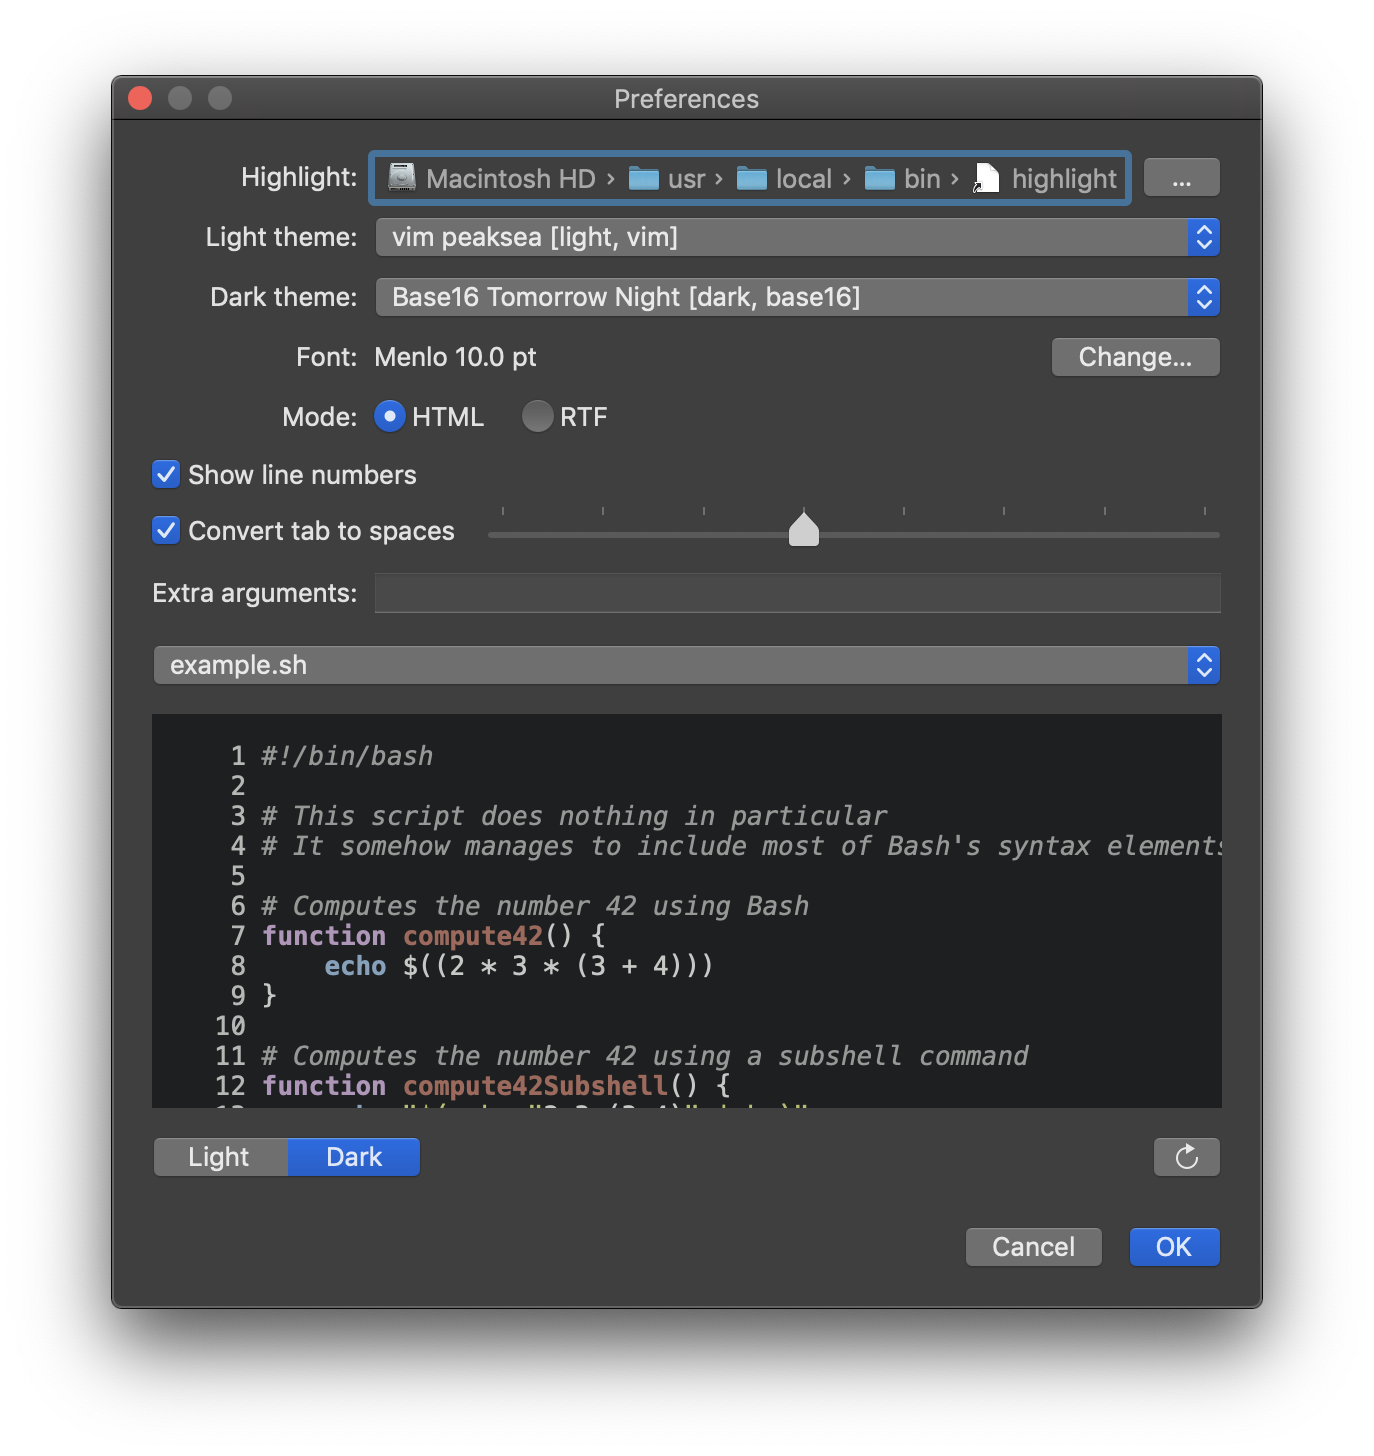 Preferences
Highlight: Macintosh HD › usr › local › bin › highlight ...
Light theme: vim peaksea [light, vim]
Dark theme: Base16 Tomorrow Night [dark, base16]
Font: Menlo 10.0 pt Change...
Mode: HTML RTF
Show line numbers
Convert tab to spaces
Extra arguments:
example.sh
1 #!/bin/bash
2
3 # This script does nothing in particular
4 # It somehow manages to include most of Bash's syntax elements
5
6 # Computes the number 42 using Bash
7 function compute42() {
8     echo $((2 * 3 * (3 + 4)))
9 }
10
11 # Computes the number 42 using a subshell command
12 function compute42Subshell() {
Light Dark
Cancel OK